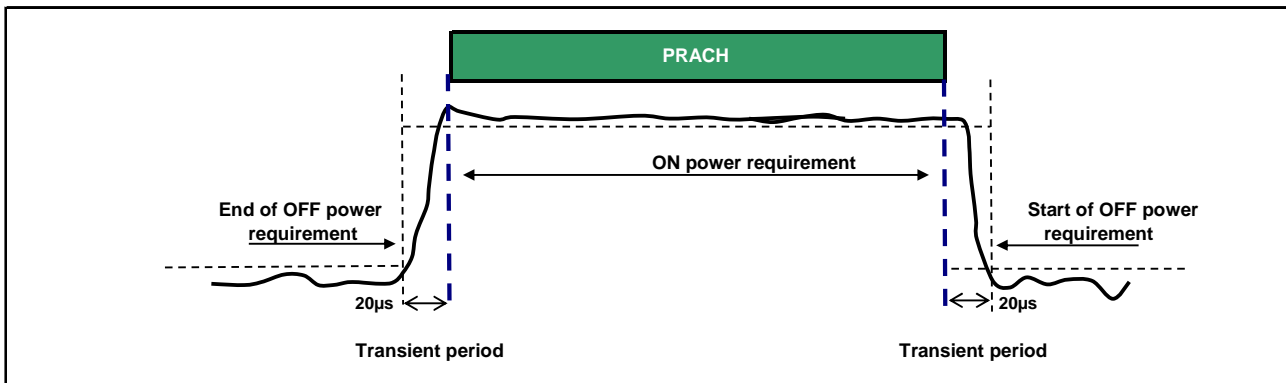 PRACH
ON power requirement
End of OFF power
requirement
Start of OFF power
requirement
20µs
20µs
Transient period
Transient period